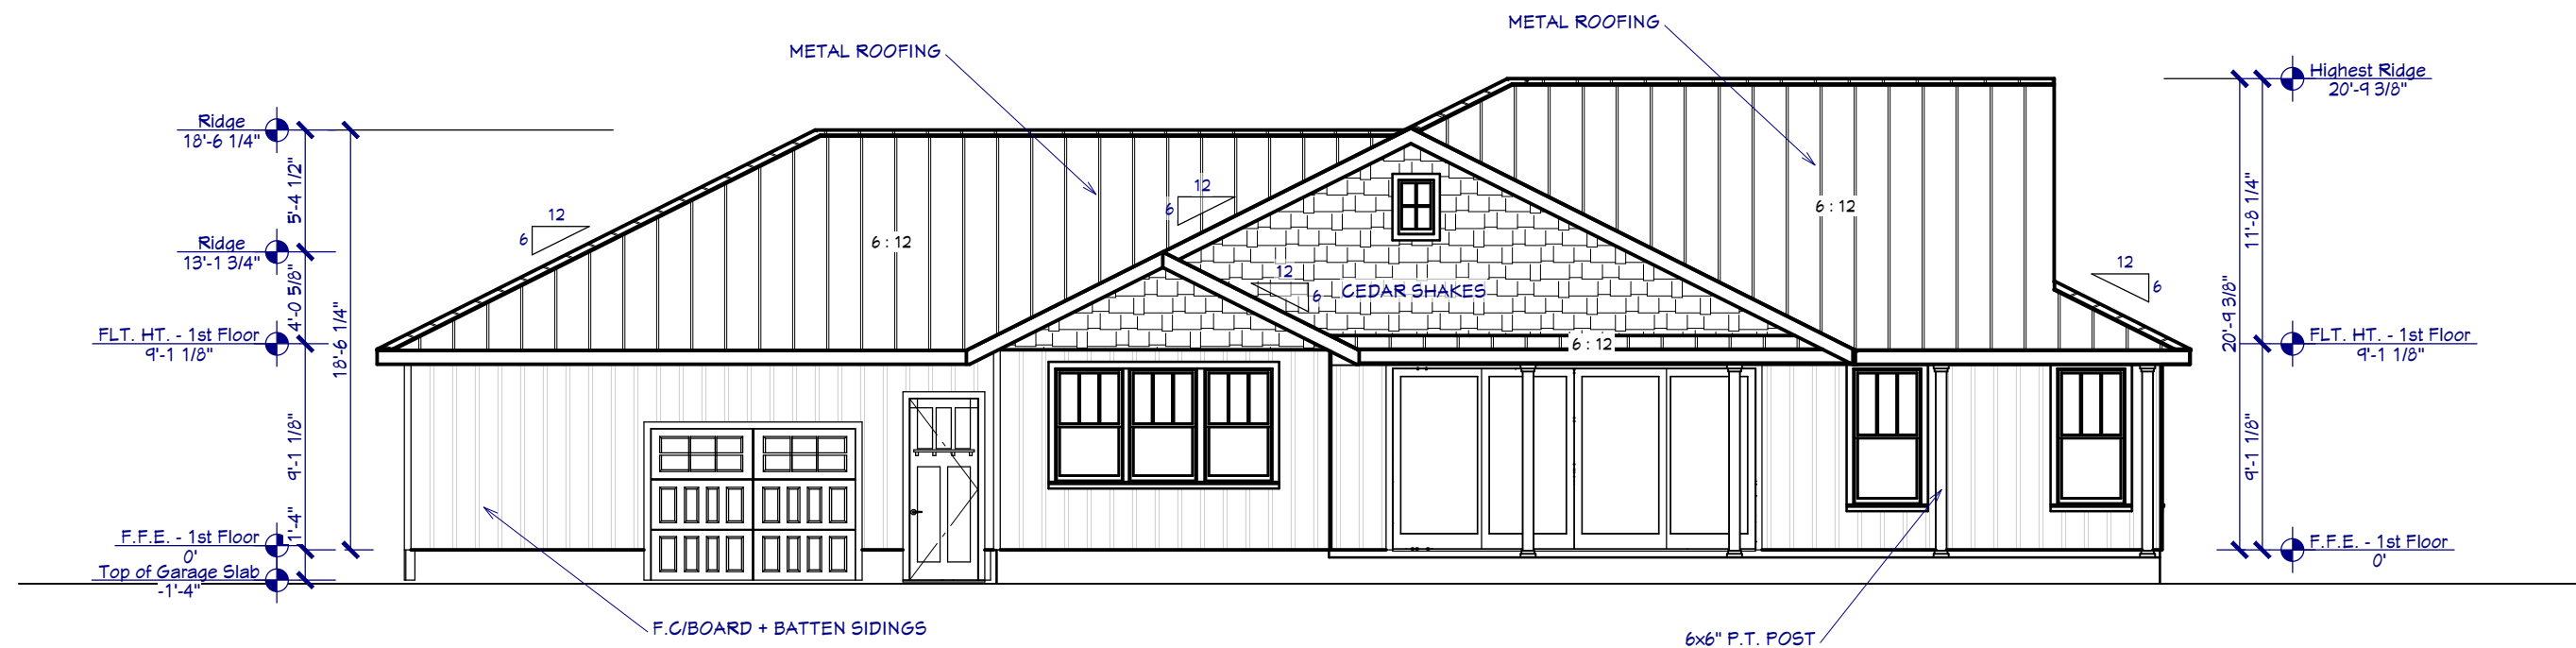 METAL ROOFING
METAL ROOFING
Highest Ridge
20'-9 3/8"
Ridge
18'-6 1/4"
5'-4 1/2"
11'-8 1/4"
12
6
12
6
6 : 12
6 : 12
Ridge
13'-1 3/4"
12
6
CEDAR SHAKES
12
6
4'-0 5/8"
18'-6 1/4"
20'-9 3/8"
FLT. HT. - 1st Floor
9'-1 1/8"
6 : 12
FLT. HT. - 1st Floor
9'-1 1/8"
9'-1 1/8"
9'-1 1/8"
1'-4"
F.F.E. - 1st Floor
0'
F.F.E. - 1st Floor
0'
Top of Garage Slab
-1'-4"
F.C/BOARD + BATTEN SIDINGS
6x6" P.T. POST